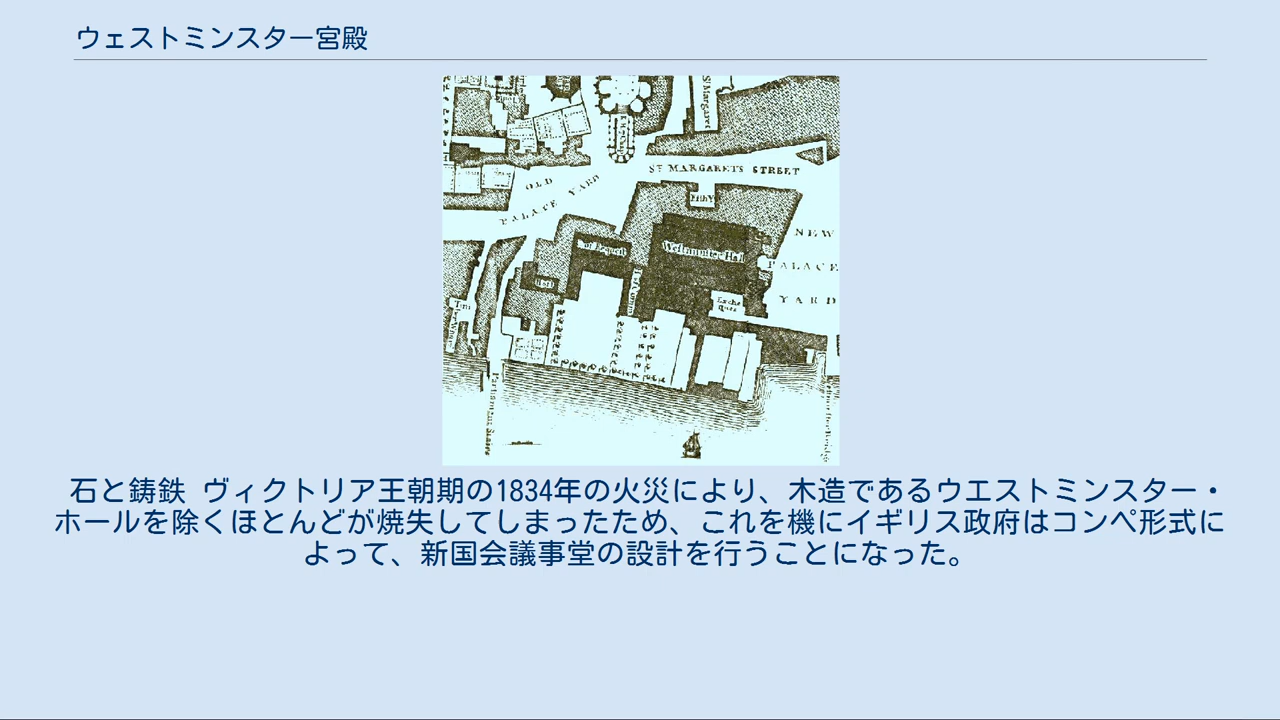 ウェストミンスター宮殿
St Margaret
ST MARGARETS STREET
OLD
PALACE YARD
NEW
Westminster Hall
PALACE
YARD
石と鋳鉄 ヴィクトリア王朝期の1834年の火災により、木造であるウエストミンスター・
ホールを除くほとんどが焼失してしまったため、これを機にイギリス政府はコンペ形式に
よって、新国会議事堂の設計を行うことになった。